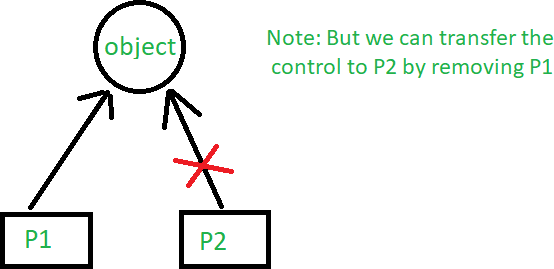 object
Note: But we can transfer the
control to P2 by removing P1
P1
P2